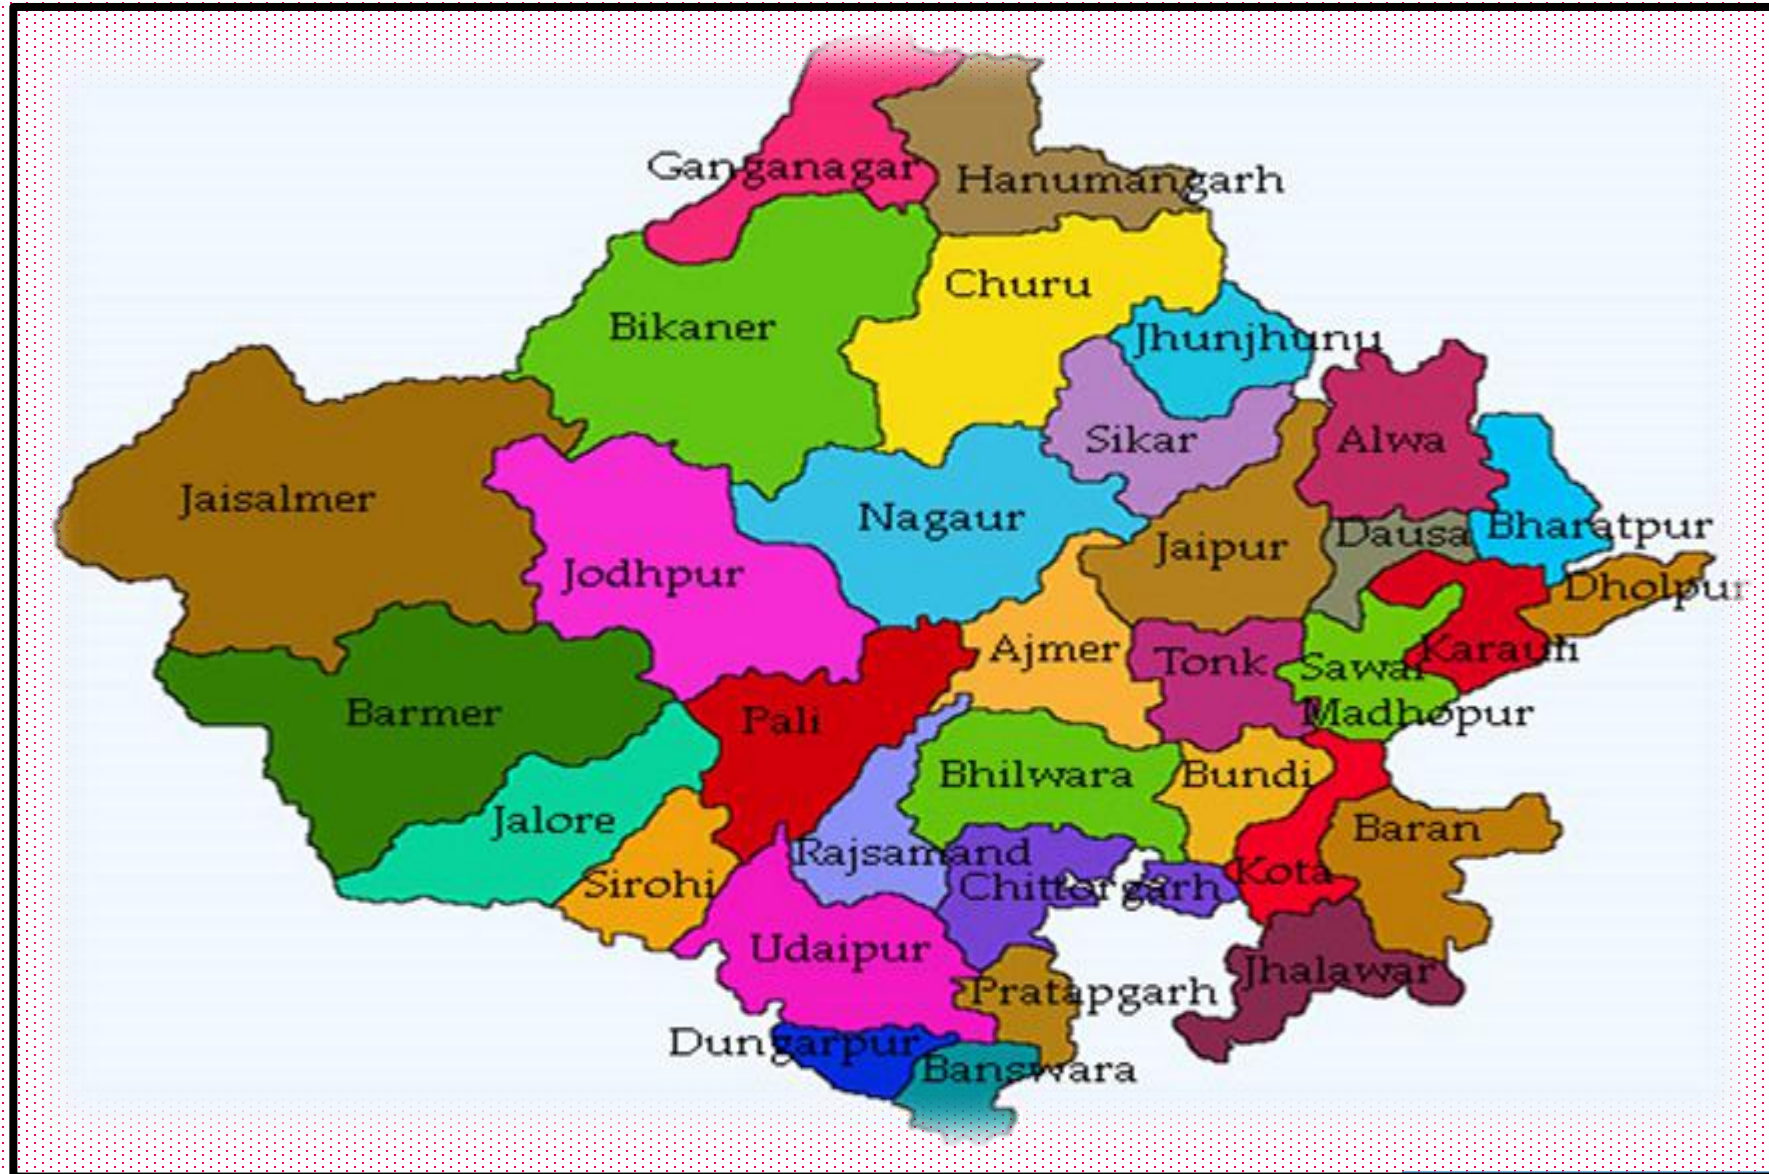 Ganganagar
Hanumangarh
Churu
Bikaner
Jhunjhunu
Sikar
Alwa
Jaisalmer
Nagaur
Bharatpur
Dausa
Jaipur
Jodhpur
Dholpur
Ajmer
Tonk
Sawai
Madhopur
Karauli
Barmer
Pali
Bhilwara
Bundi
Jalore
Baran
Rajsamand
Kota
Sirohi
Chittorgarh
Udaipur
Jhalawar
Pratapgarh
Dungarpur
Banswara